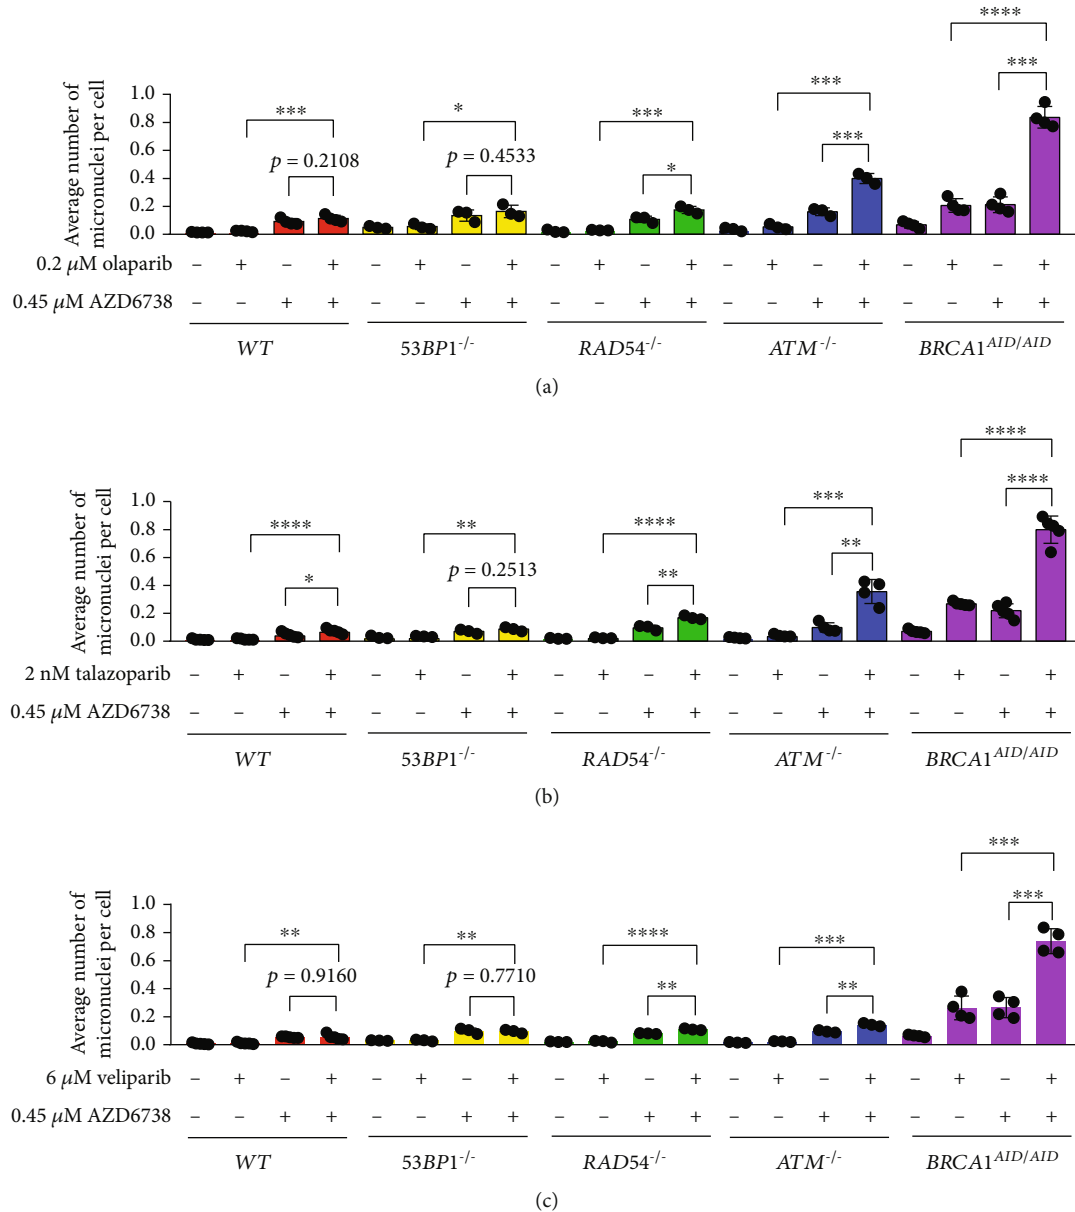 **** 
*** *** 
*** * *** ***
p = 0.2108 p = 0.4533 *
Average number of
micronuclei per cell
1.0
0.8
0.6
0.4
0.2
0.0
0.2 μM olaparib – + – + – + – + – + – + – + – + – + – +
0.45 μM AZD6738 – – + + – – + + – – + + – – + + – – + +
WT 53BP1-/- RAD54-/- ATM-/- BRCA1AID/AID
(a)
****
*** ****
**** ** **** **
* p = 0.2513 **
Average number of
micronuclei per cell
1.0
0.8
0.6
0.4
0.2
0.0
2 nM talazoparib – + – + – + – + – + – + – + – + – + – +
0.45 μM AZD6738 – – + + – – + + – – + + – – + + – – + +
WT 53BP1-/- RAD54-/- ATM-/- BRCA1AID/AID
(b)
***
***
** ** **** ***
p = 0.9160 p = 0.7710 ** **
Average number of
micronuclei per cell
1.0
0.8
0.6
0.4
0.2
0.0
6 μM veliparib – + – + – + – + – + – + – + – + – + – +
0.45 μM AZD6738 – – + + – – + + – – + + – – + + – – + +
WT 53BP1-/- RAD54-/- ATM-/- BRCA1AID/AID
(c)